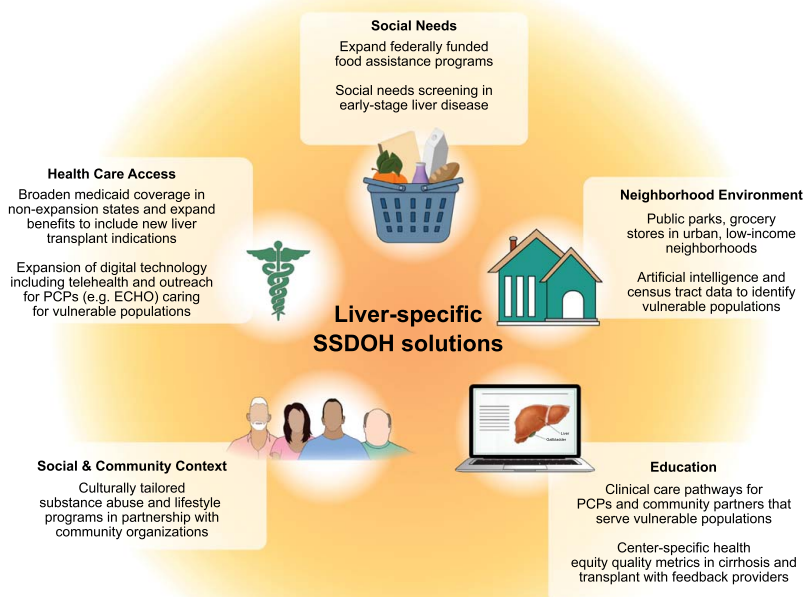 Social Needs
Expand federally funded
food assistance programs
Social needs screening in
early-stage liver disease
Health Care Access
Broaden medicaid coverage in
non-expansion states and expand
benefits to include new liver
transplant indications
Expansion of digital technology
including telehealth and outreach
for PCPs (e.g. ECHO) caring
for vulnerable populations
Neighborhood Environment
Public parks, grocery
stores in urban, low-income
neighborhoods
Artificial intelligence and
census tract data to identify
vulnerable populations
Liver-specific
SSDOH solutions
Social & Community Context
Culturally tailored
substance abuse and lifestyle
programs in partnership with
community organizations
Liver
Gallbladder
Education
Clinical care pathways for
PCPs and community partners that
serve vulnerable populations
Center-specific health
equity quality metrics in cirrhosis and
transplant with feedback providers